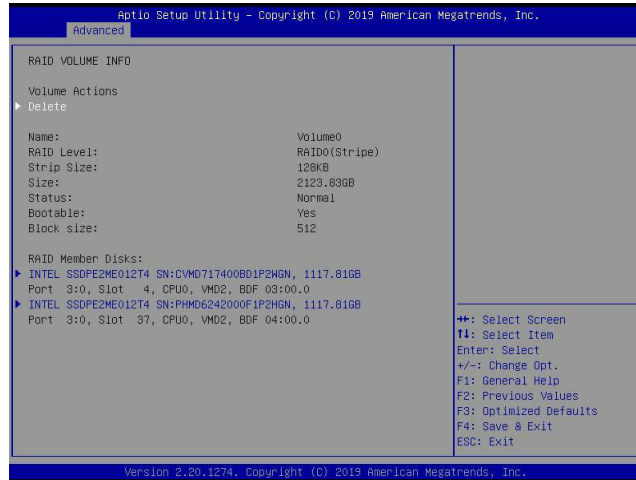 Aptio Setup Utility – Copyright (C) 2019 American Megatrends, Inc.
Advanced
RAID VOLUME INFO
Volume Actions
Delete
Name: Volume0
RAID Level: RAID0(Stripe)
Strip Size: 128KB
Size: 2123.83GB
Status: Normal
Bootable: Yes
Block size: 512
RAID Member Disks:
INTEL SSDPE2ME012T4 SN:CVMD717400BD1P2WGN, 1117.81GB
Port 3:0, Slot 4, CPU0, VMD2, BDF 03:00.0
INTEL SSDPE2ME012T4 SN:PHMD6242000F1P2HGN, 1117.81GB
Port 3:0, Slot 37, CPU0, VMD2, BDF 04:00.0
→←: Select Screen
↑↓: Select Item
Enter: Select
+/-: Change Opt.
F1: General Help
F2: Previous Values
F3: Optimized Defaults
F4: Save & Exit
ESC: Exit
Version 2.20.1274. Copyright (C) 2019 American Megatrends, Inc.